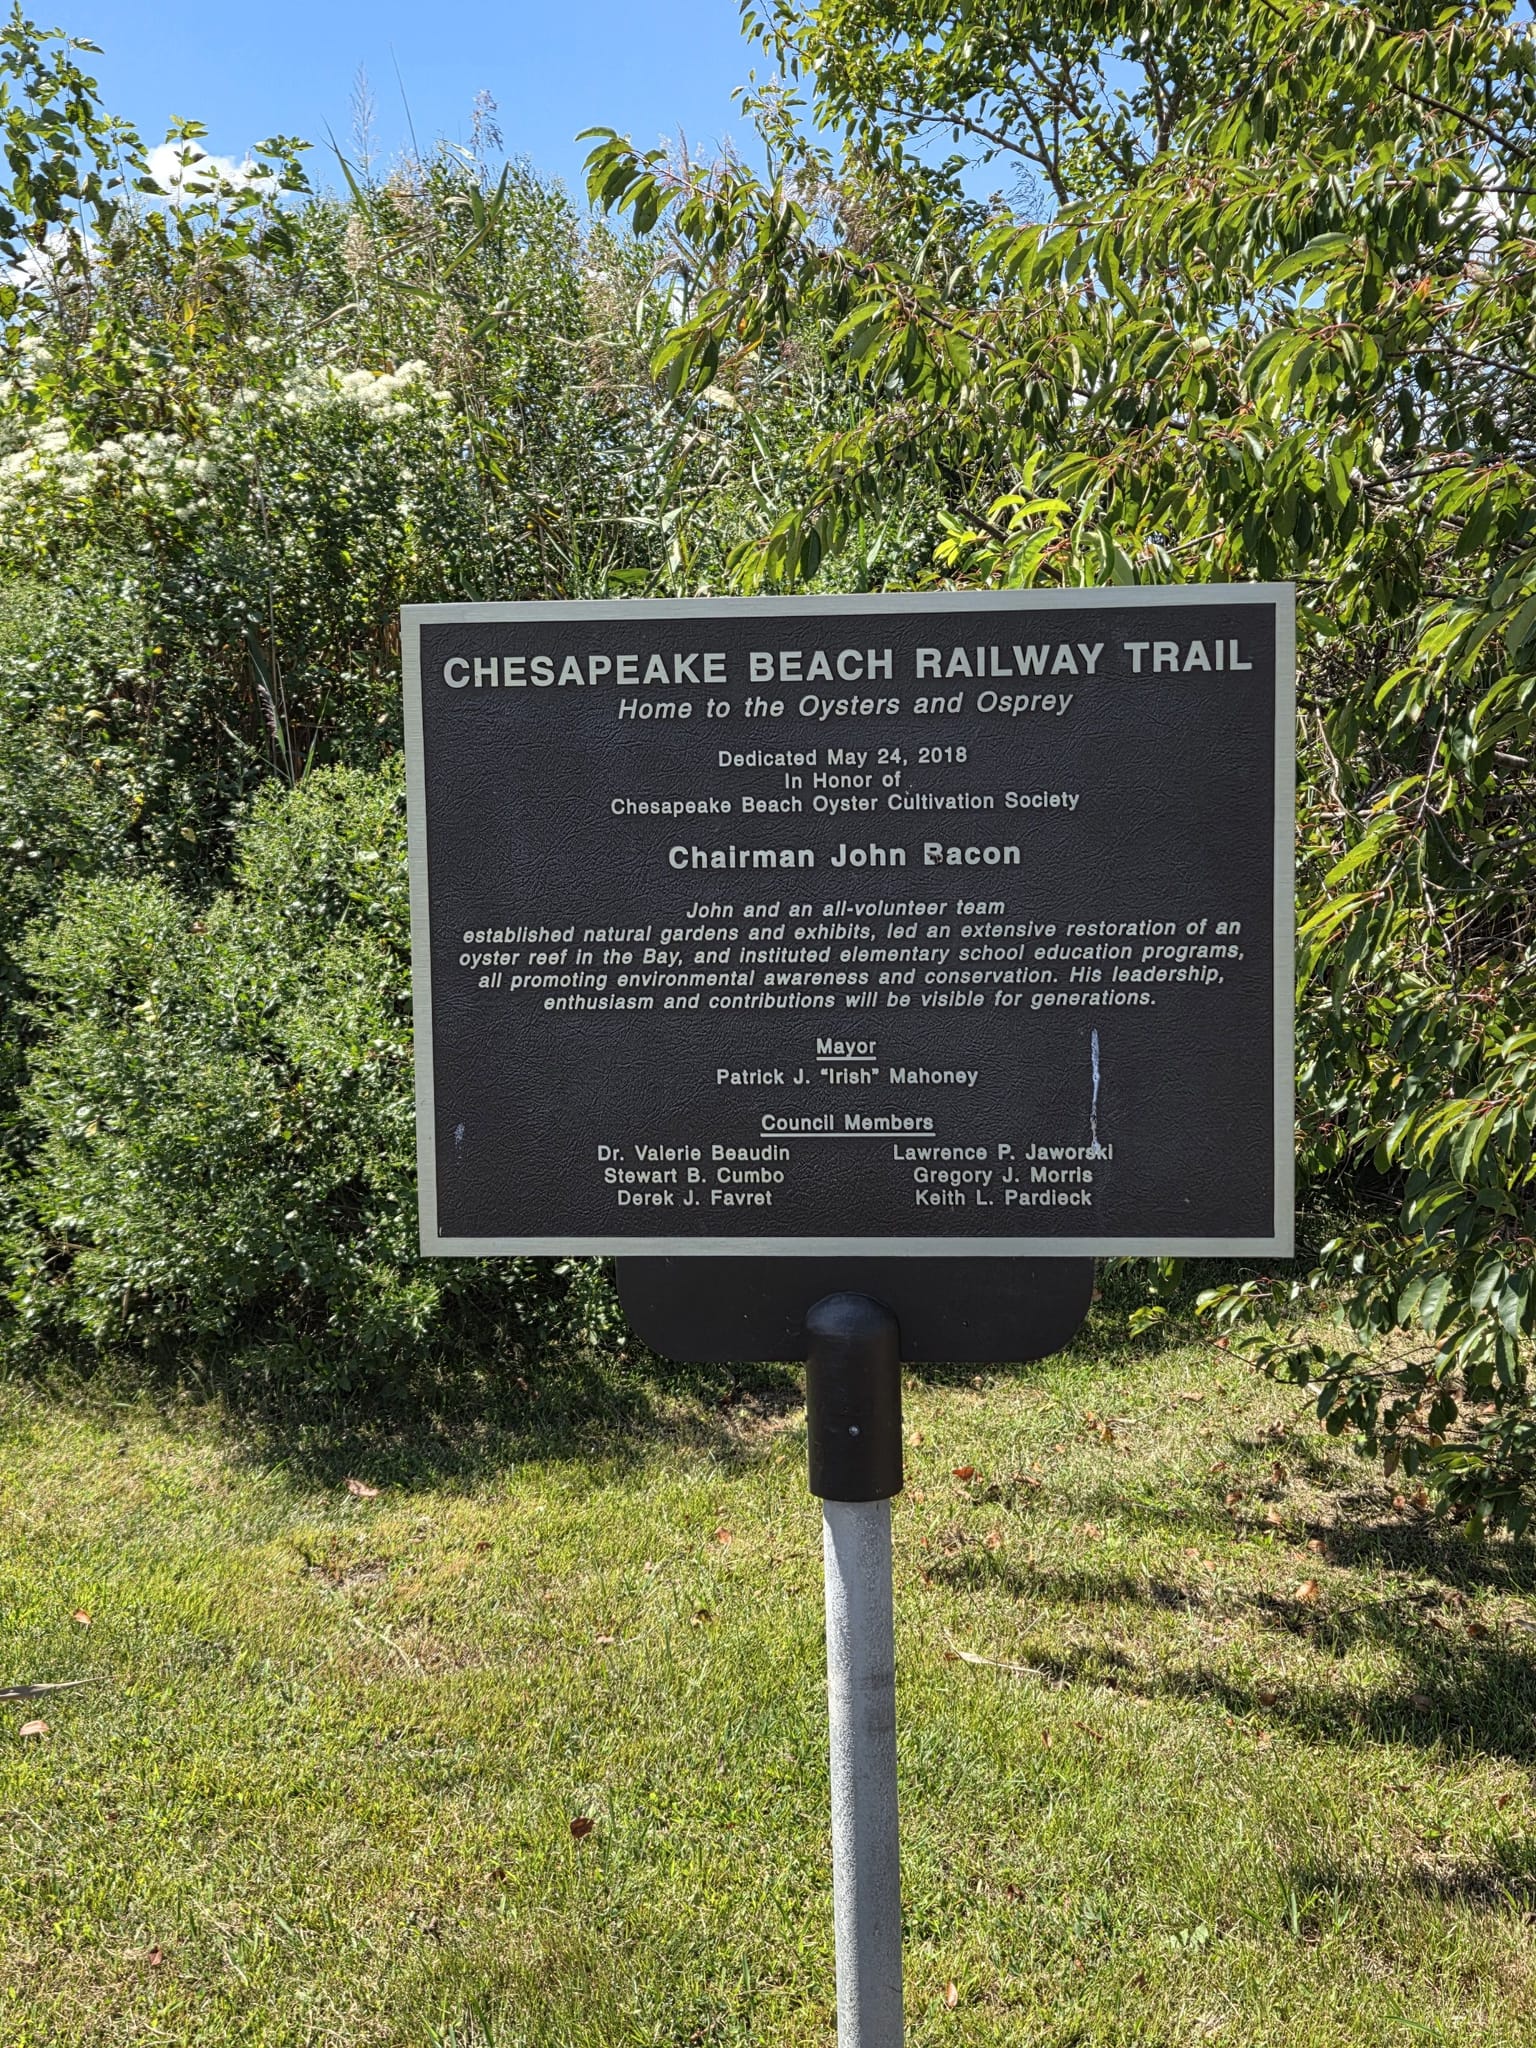 CHESAPEAKE BEACH RAILWAY TRAIL
Home to the Oysters and Osprey
Dedicated May 24, 2018
In Honor of
Chesapeake Beach Oyster Cultivation Society
Chairman John Bacon
John and an all-volunteer team
established natural gardens and exhibits, led an extensive restoration of an
oyster reef in the Bay, and instituted elementary school education programs,
all promoting environmental awareness and conservation. His leadership,
enthusiasm and contributions will be visible for generations.
Mayor
Patrick J. "Irish" Mahoney
Council Members
Dr. Valerie Beaudin Lawrence P. Jaworski
Stewart B. Cumbo Gregory J. Morris
Derek J. Favret Keith L. Pardieck